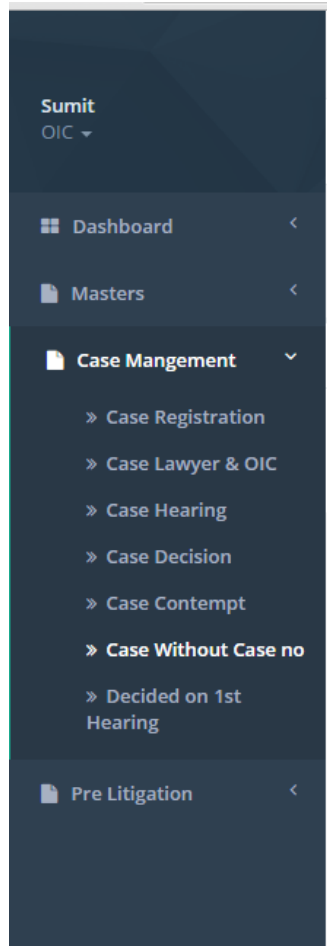 Sumit
OIC
Dashboard
Masters
Case Mangement
» Case Registration
» Case Lawyer & OIC
» Case Hearing
» Case Decision
» Case Contempt
» Case Without Case no
» Decided on 1st
Hearing
Pre Litigation